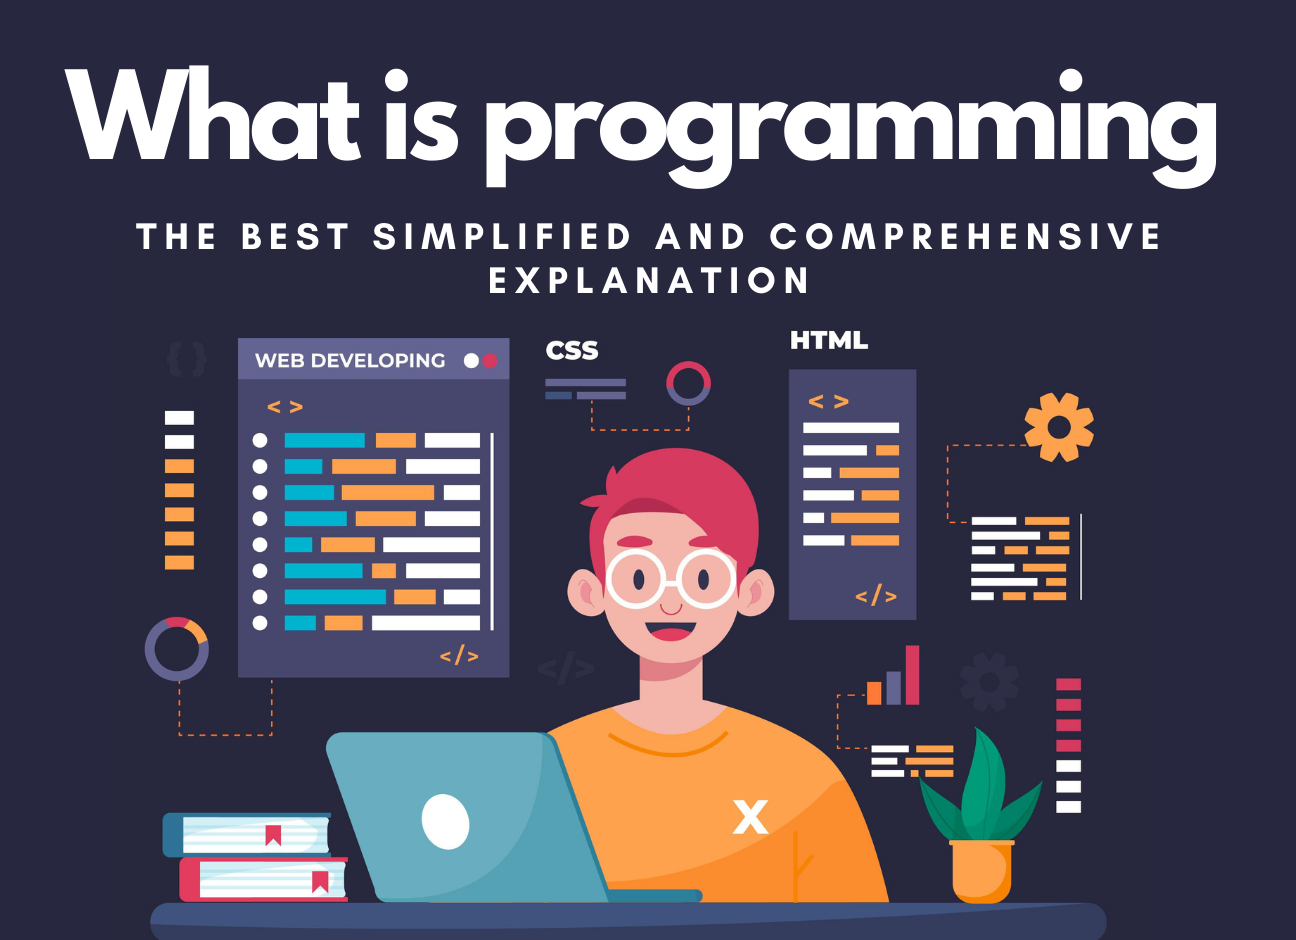 What is programming
THE BEST SIMPLIFIED AND COMPREHENSIVE
EXPLANATION
{ }
WEB DEVELOPING
< >
</>
CSS
HTML
< >
</>
</>
X